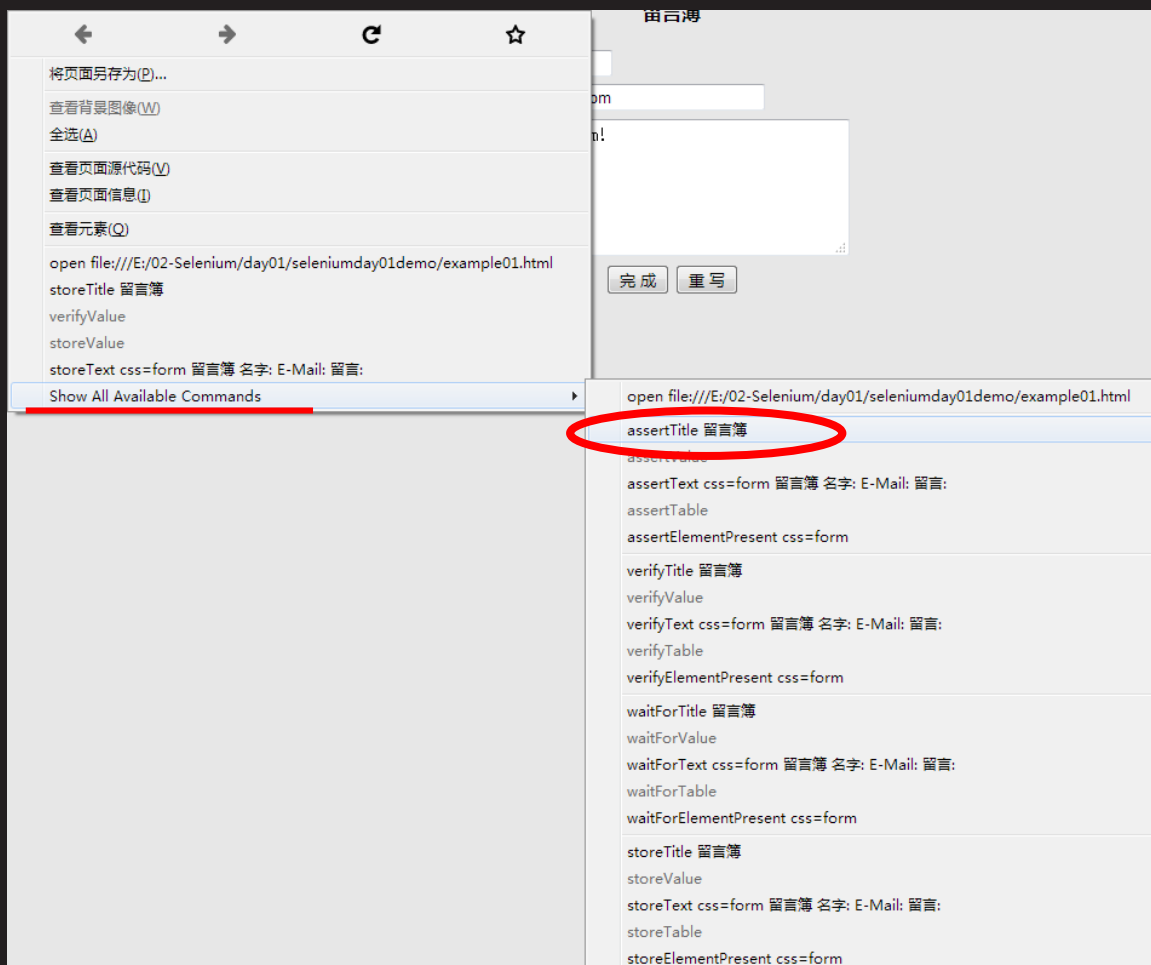 留言簿
om
n!
完 成
重 写
将页面另存为(P)...
查看背景图像(W)
全选(A)
查看页面源代码(V)
查看页面信息(I)
查看元素(Q)
open file:///E:/02-Selenium/day01/seleniumday01demo/example01.html
storeTitle 留言簿
verifyValue
storeValue
storeText css=form 留言簿 名字: E-Mail: 留言:
Show All Available Commands
open file:///E:/02-Selenium/day01/seleniumday01demo/example01.html
assertTitle 留言簿
assertValue
assertText css=form 留言簿 名字: E-Mail: 留言:
assertTable
assertElementPresent css=form
verifyTitle 留言簿
verifyValue
verifyText css=form 留言簿 名字: E-Mail: 留言:
verifyTable
verifyElementPresent css=form
waitForTitle 留言簿
waitForValue
waitForText css=form 留言簿 名字: E-Mail: 留言:
waitForTable
waitForElementPresent css=form
storeTitle 留言簿
storeValue
storeText css=form 留言簿 名字: E-Mail: 留言:
storeTable
storeElementPresent css=form